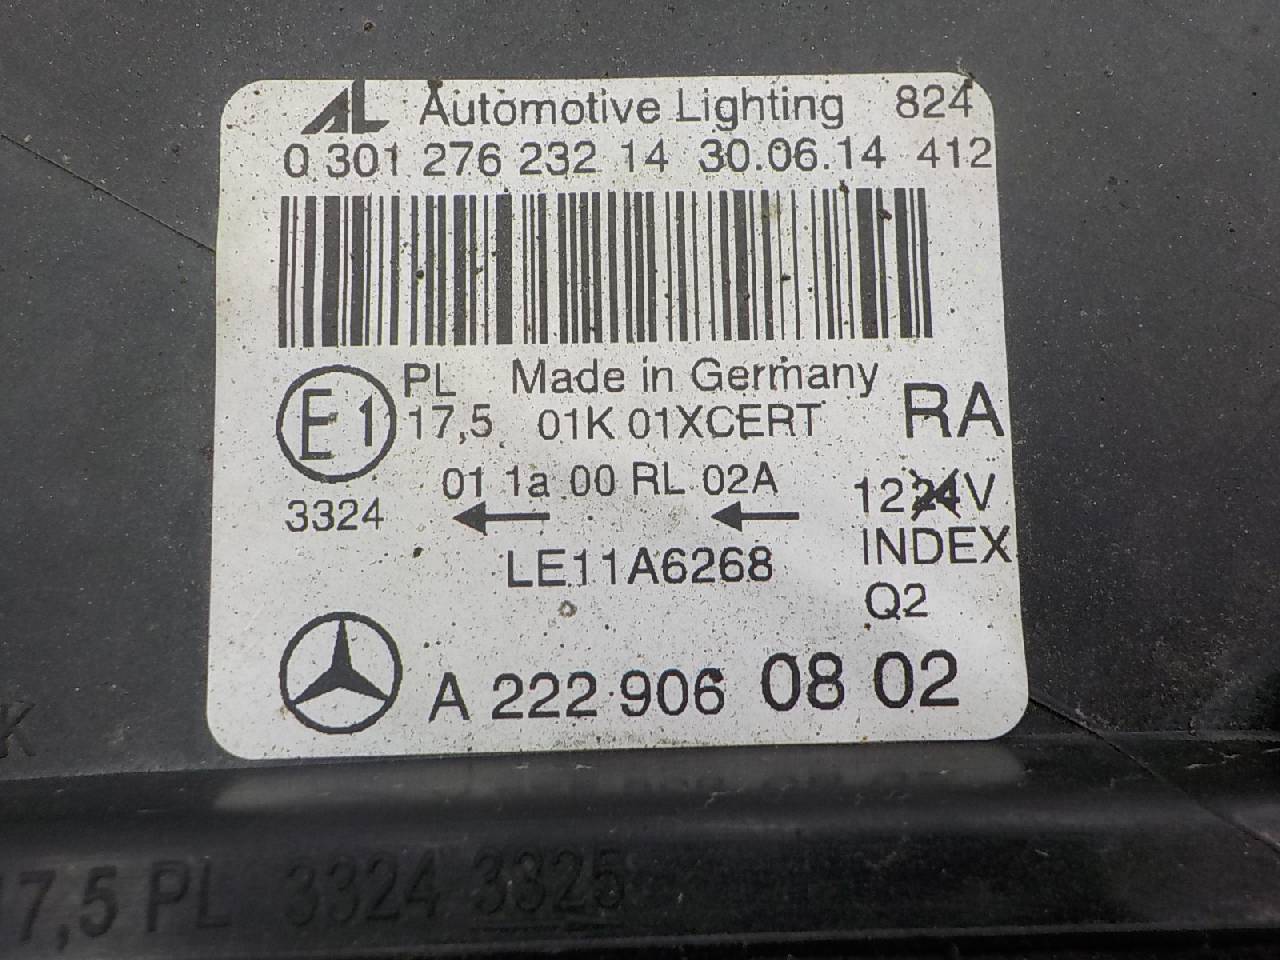 AL Automotive Lighting 824
0 301 276 232 14 30.06.14 412
E1 PL Made in Germany RA
17,5 01K 01XCERT
011a 00 RL 02A
3324 1224V
LE11A6268 INDEX
Q2
A 222 906 08 02
K
17,5 PL 3324 3325